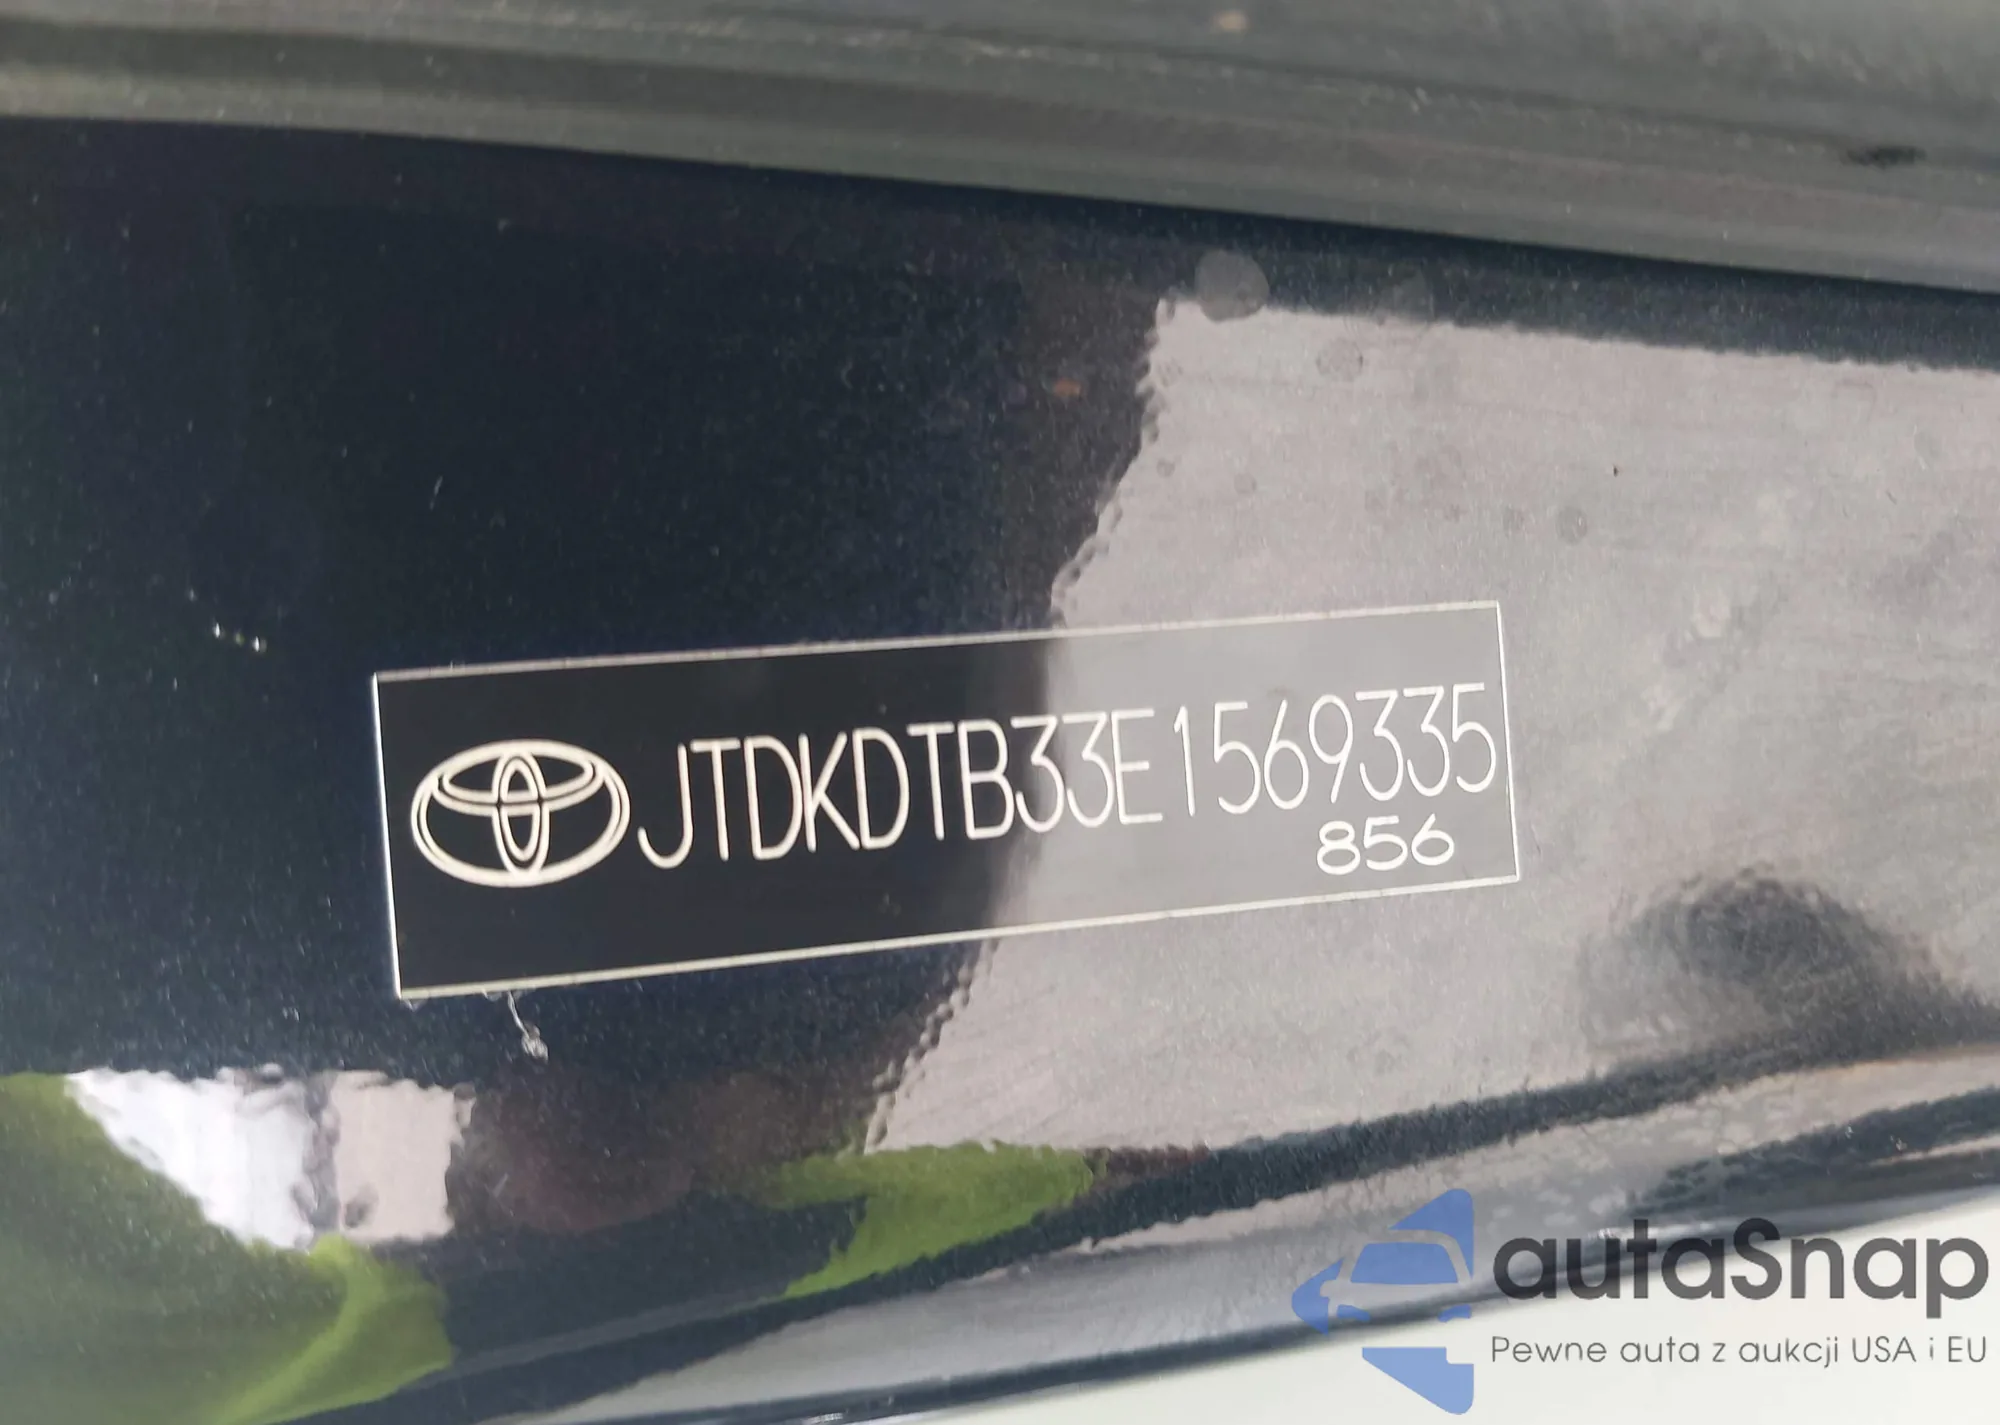 JTDKDTB33E1569335
856
autaSnap
Pewne auta z aukcji USA i EU